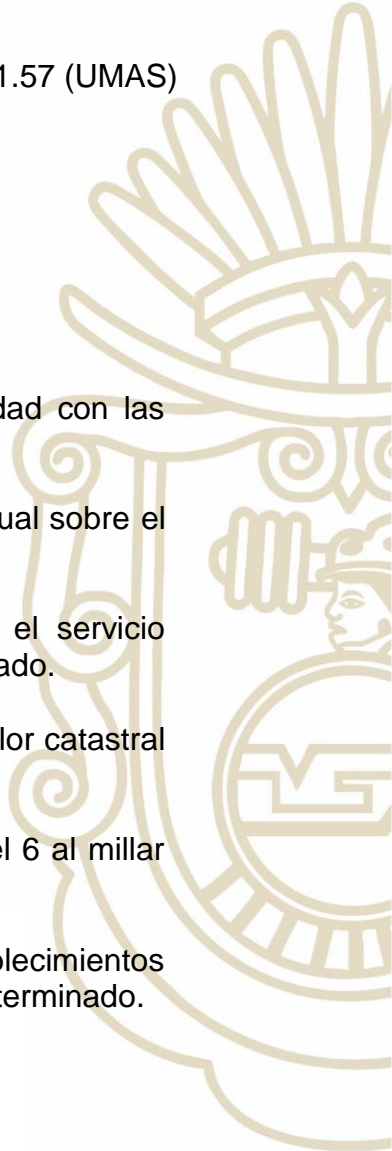 1.57 (UMAS)
dad con las
ual sobre el
el servicio
ado.
lor catastral
el 6 al millar
olecimientos
terminado.